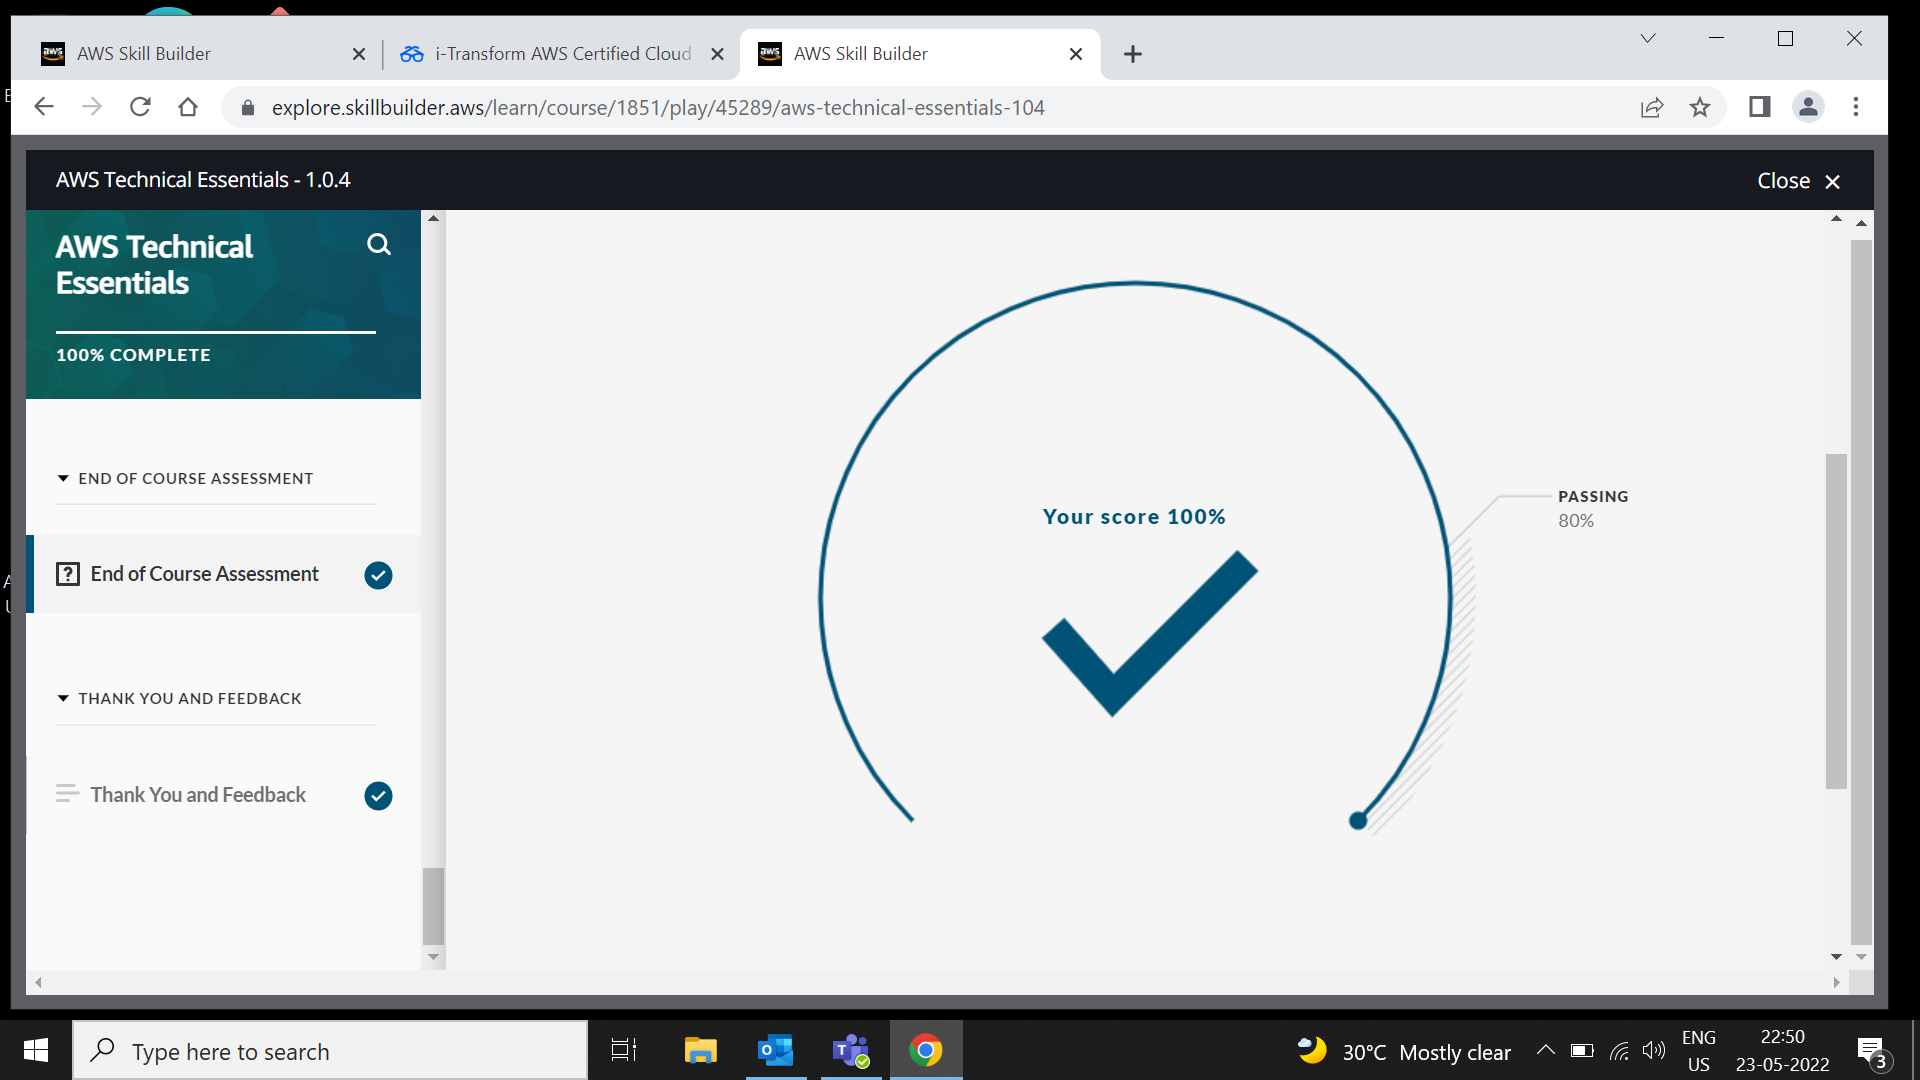 AWS Skill Builder
i-Transform AWS Certified Cloud
AWS Skill Builder
explore.skillbuilder.aws/learn/course/1851/play/45289/aws-technical-essentials-104
AWS Technical Essentials - 1.0.4
Close
AWS Technical
Essentials
100% COMPLETE
END OF COURSE ASSESSMENT
End of Course Assessment
THANK YOU AND FEEDBACK
Thank You and Feedback
Your score 100%
PASSING
80%
Type here to search
30°C Mostly clear
ENG
US
22:50
23-05-2022
3